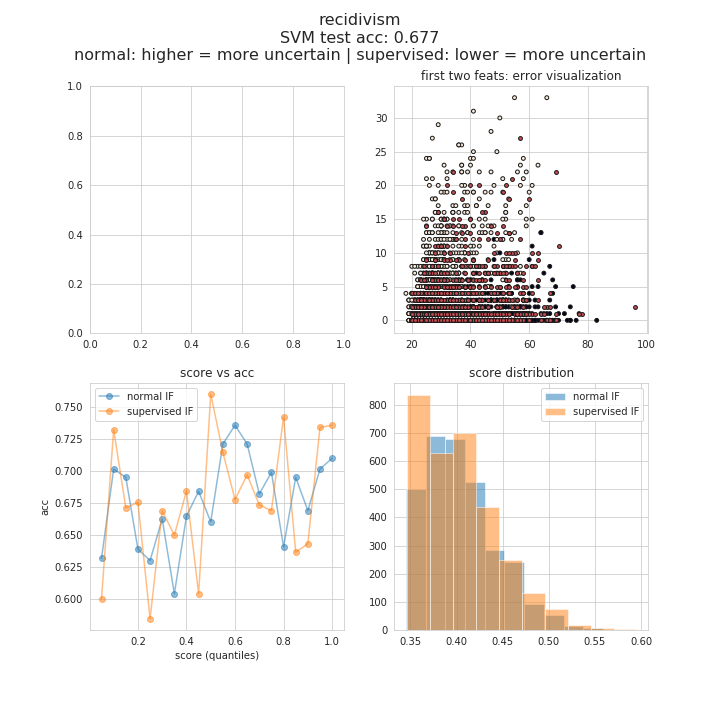 recidivism
SVM test acc: 0.677
normal: higher = more uncertain | supervised: lower = more uncertain
1.0
0.8
0.6
0.4
0.2
0.0
0.0 0.2 0.4 0.6 0.8 1.0
first two feats: error visualization
30
25
20
15
10
5
0
20 40 60 80 100
score vs acc
normal IF
supervised IF
acc
0.750
0.725
0.700
0.675
0.650
0.625
0.600
0.2 0.4 0.6 0.8 1.0
score (quantiles)
score distribution
normal IF
supervised IF
800
700
600
500
400
300
200
100
0
0.35 0.40 0.45 0.50 0.55 0.60